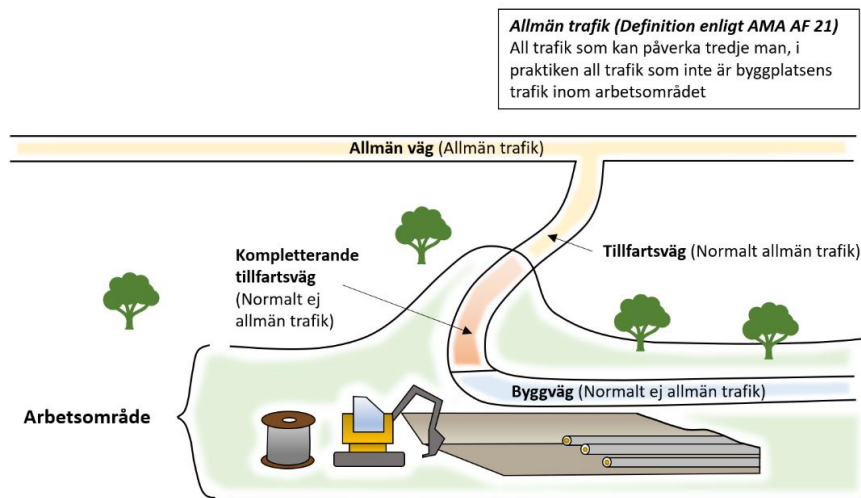 Allmän trafik (Definition enligt AMA AF 21)
All trafik som kan påverka tredje man, i
praktiken all trafik som inte är byggplatsens
trafik inom arbetsområdet
Allmän väg (Allmän trafik)
Kompletterande
tillfartsväg
(Normalt ej
allmän trafik)
Tillfartsväg (Normalt allmän trafik)
Byggväg (Normalt ej allmän trafik)
Arbetsområde